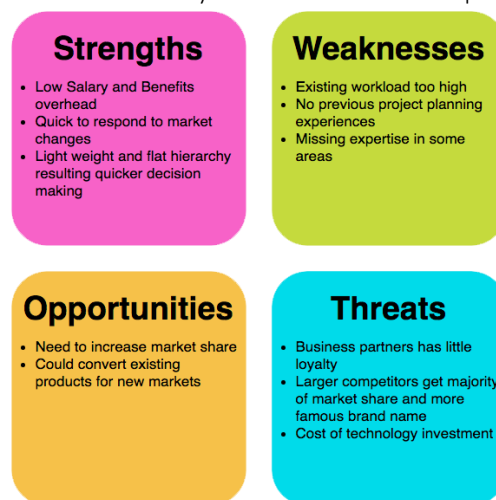 Strengths
• Low Salary and Benefits
overhead
• Quick to respond to market
changes
• Light weight and flat hierarchy
resulting quicker decision
making
Weaknesses
• Existing workload too high
• No previous project planning
experiences
• Missing expertise in some
areas
Opportunities
• Need to increase market share
• Could convert existing
products for new markets
Threats
• Business partners has little
loyalty
• Larger competitors get majority
of market share and more
famous brand name
• Cost of technology investment